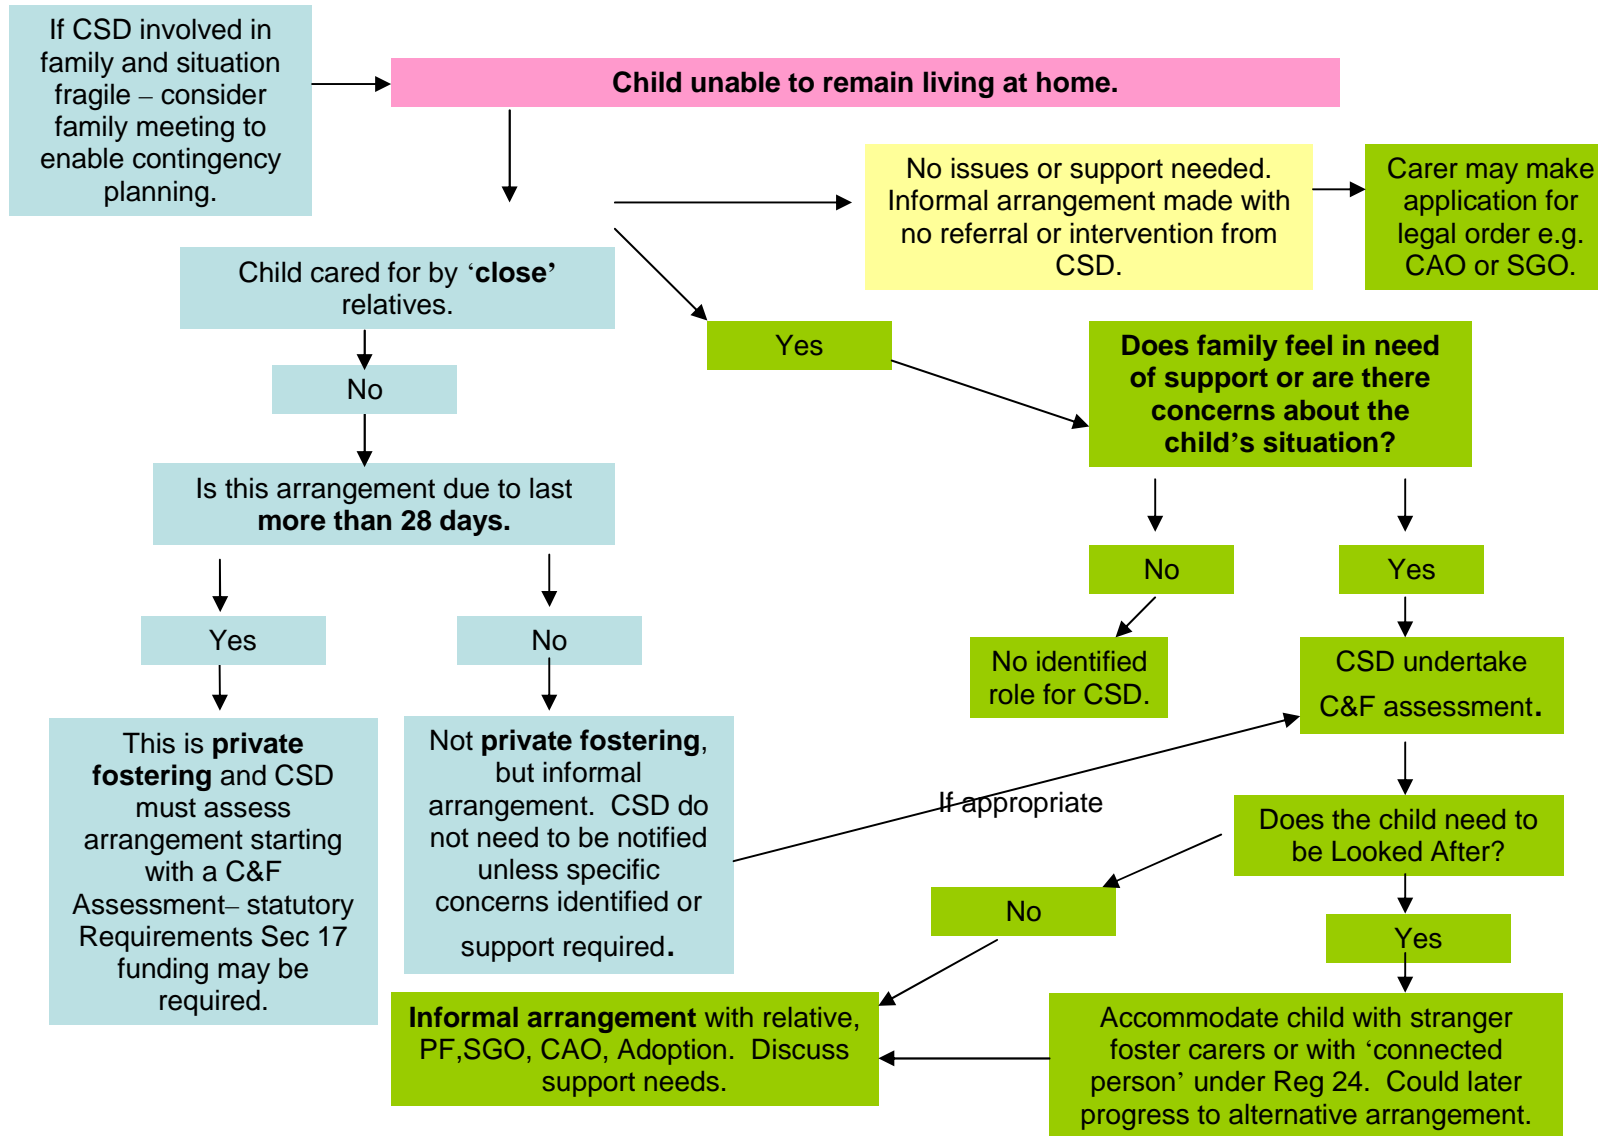 If CSD involved in
family and situation
fragile – consider
family meeting to
enable contingency
planning.
Child unable to remain living at home.
No issues or support needed.
Informal arrangement made with
no referral or intervention from
CSD.
Carer may make
application for
legal order e.g.
CAO or SGO.
Child cared for by ‘close’
relatives.
Yes
Does family feel in need
of support or are there
concerns about the
child’s situation?
No
Is this arrangement due to last
more than 28 days.
No
Yes
Yes
No
No identified
role for CSD.
CSD undertake
C&F assessment.
This is private
fostering and CSD
must assess
arrangement starting
with a C&F
Assessment– statutory
Requirements Sec 17
funding may be
required.
Not private fostering,
but informal
arrangement. CSD do
not need to be notified
unless specific
concerns identified or
support required.
If appropriate
Does the child need to
be Looked After?
No
Yes
Informal arrangement with relative,
PF,SGO, CAO, Adoption. Discuss
support needs.
Accommodate child with stranger
foster carers or with ‘connected
person’ under Reg 24. Could later
progress to alternative arrangement.